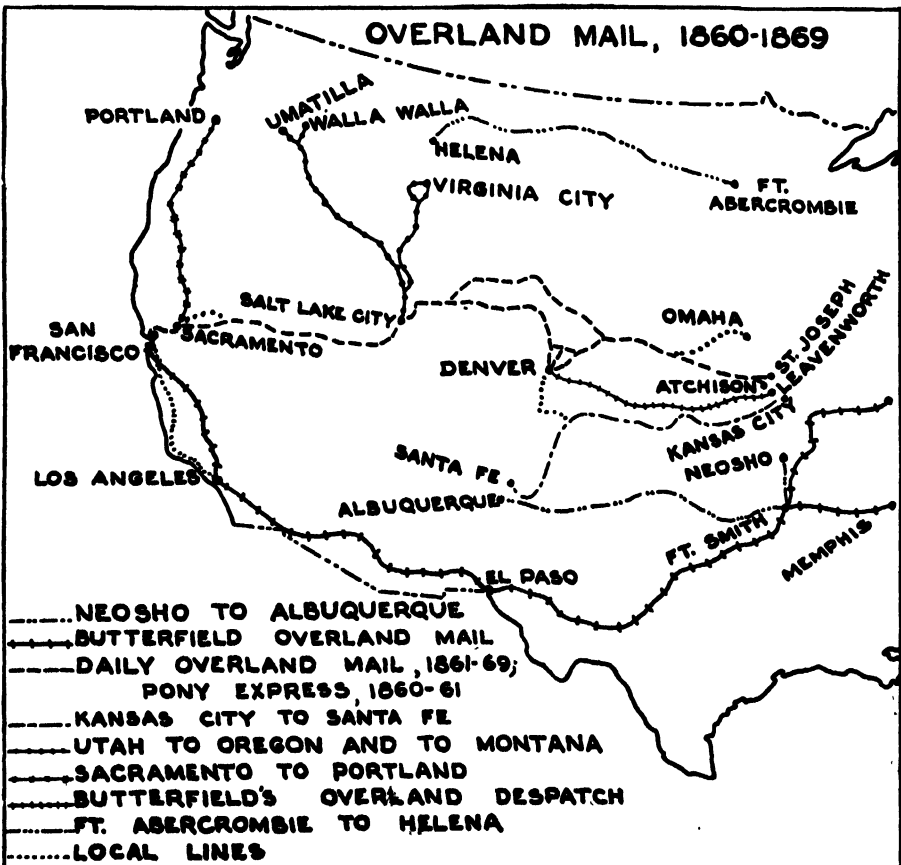 OVERLAND MAIL, 1860-1869
PORTLAND
UMATILLA
WALLA WALLA
HELENA
VIRGINIA CITY
FT.
ABERCROMBIE
SALT LAKE CITY
OMAHA
ST. JOSEPH
LEAVENWORTH
SAN
FRANCISCO
SACRAMENTO
DENVER
ATCHISON
KANSAS CITY
SANTA FE
NEOSHO
LOS ANGELES
ALBUQUERQUE
FT. SMITH
MEMPHIS
EL PASO
NEOSHO TO ALBUQUERQUE
BUTTERFIELD OVERLAND MAIL
DAILY OVERLAND MAIL, 1861-69;
PONY EXPRESS, 1860-61
KANSAS CITY TO SANTA FE
UTAH TO OREGON AND TO MONTANA
SACRAMENTO TO PORTLAND
BUTTERFIELD'S OVERLAND DESPATCH
FT. ABERCROMBIE TO HELENA
LOCAL LINES